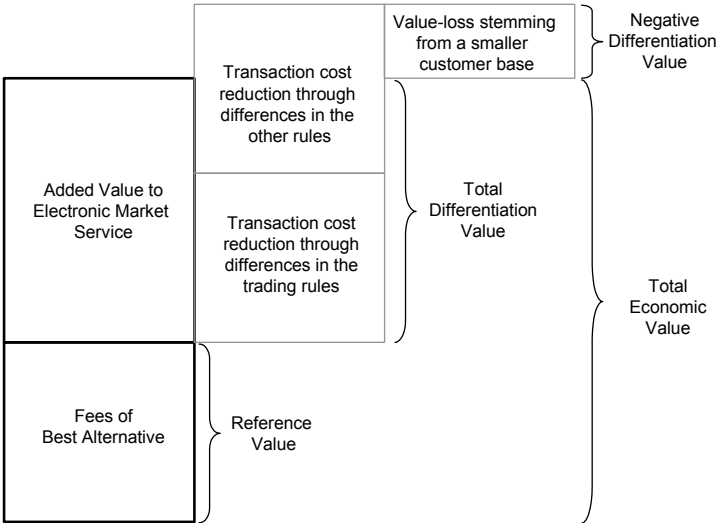 Value-loss stemming
from a smaller
customer base
Negative
Differentiation
Value
Transaction cost
reduction through
differences in the
other rules
Added Value to
Electronic Market
Service
Transaction cost
reduction through
differences in the
trading rules
Total
Differentiation
Value
Total
Economic
Value
Fees of
Best Alternative
Reference
Value